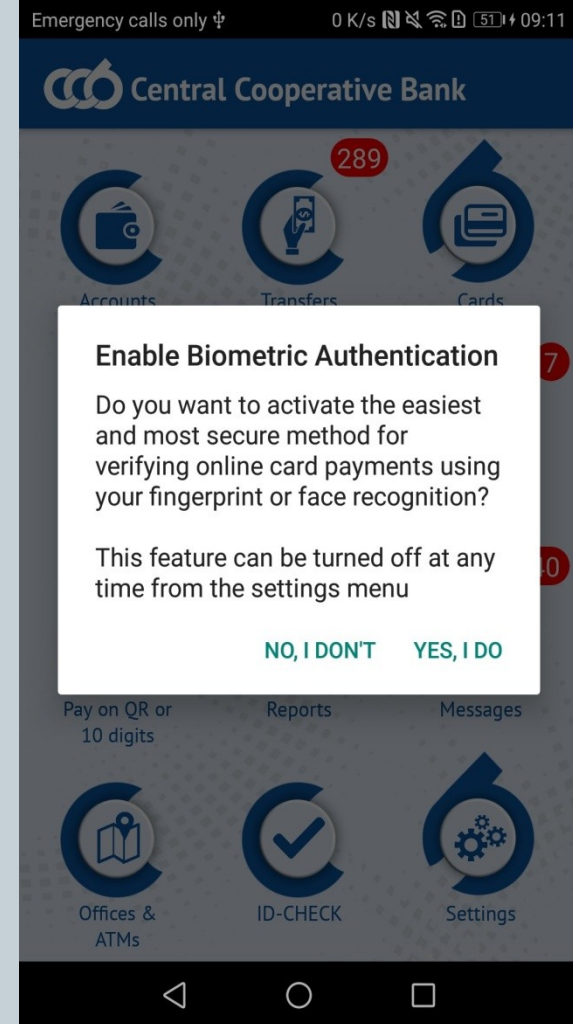 Emergency calls only 0 K/s 51 09:11
Central Cooperative Bank
289
Accounts Transfers Cards
Enable Biometric Authentication
7
Do you want to activate the easiest
and most secure method for
verifying online card payments using
your fingerprint or face recognition?
This feature can be turned off at any
40
time from the settings menu
NO, I DON'T YES, I DO
Pay on QR or
10 digits
Reports
Messages
Offices &
ATMs
ID-CHECK
Settings